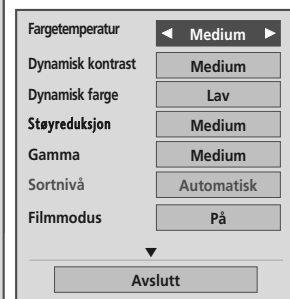 Fargetemperatur ◀ Medium ▶
Dynamisk kontrast Medium
Dynamisk farge Lav
Støyreduksjon Medium
Gamma Medium
Sortnivå Automatisk
Filmmodus På
▼
Avslutt